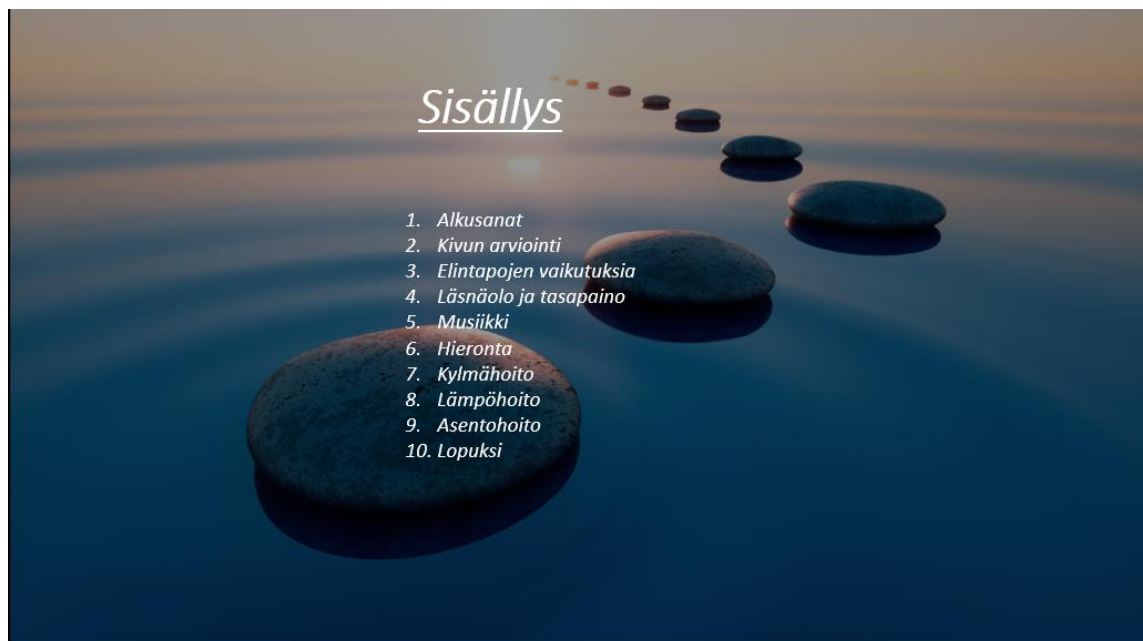 Sisällys
1. Alkusanat
2. Kivun arviointi
3. Elintapojen vaikutuksia
4. Läsnäolo ja tasapaino
5. Musiikki
6. Hieronta
7. Kylmähoito
8. Lämpöhoito
9. Asentohoito
10. Lopuksi